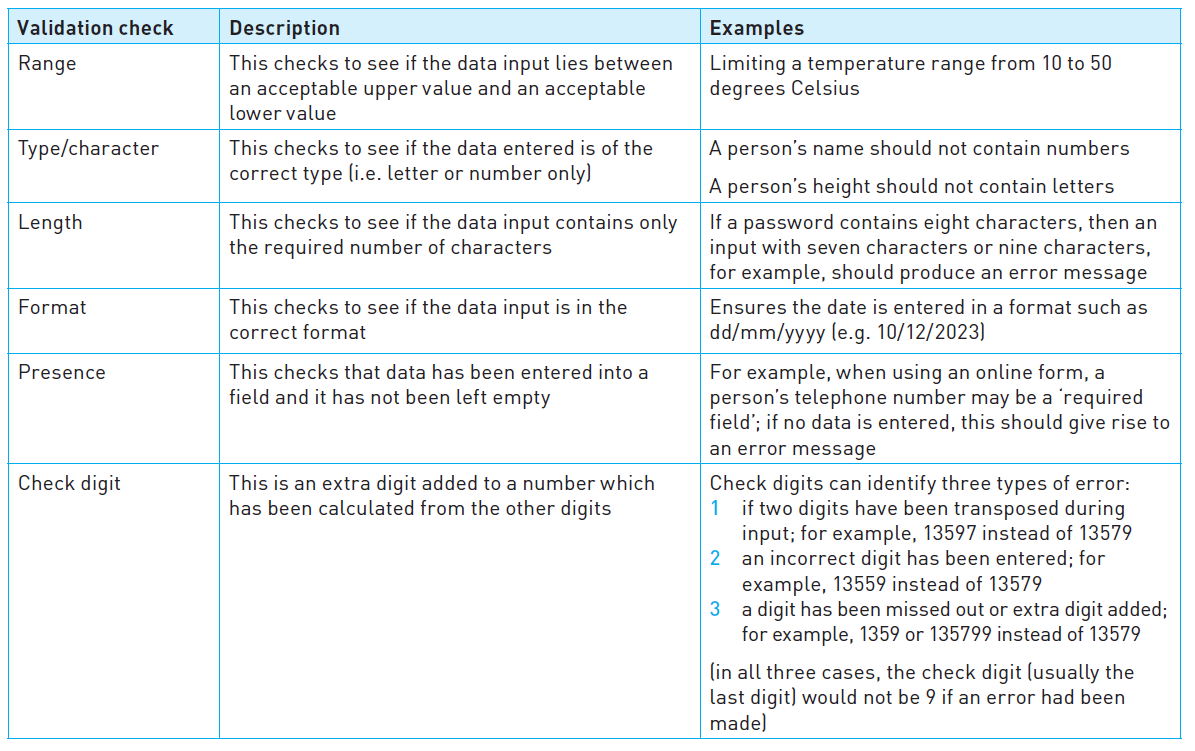 Validation check
Description
Examples
Range
This checks to see if the data input lies between
an acceptable upper value and an acceptable
lower value
Limiting a temperature range from 10 to 50
degrees Celsius
Type/character
This checks to see if the data entered is of the
correct type (i.e. letter or number only)
A person’s name should not contain numbers
A person’s height should not contain letters
Length
This checks to see if the data input contains only
the required number of characters
If a password contains eight characters, then an
input with seven characters or nine characters,
for example, should produce an error message
Format
This checks to see if the data input is in the
correct format
Ensures the date is entered in a format such as
dd/mm/yyyy (e.g. 10/12/2023)
Presence
This checks that data has been entered into a
field and it has not been left empty
For example, when using an online form, a
person’s telephone number may be a ‘required
field’; if no data is entered, this should give rise to
an error message
Check digit
This is an extra digit added to a number which
has been calculated from the other digits
Check digits can identify three types of error:
1 if two digits have been transposed during
input; for example, 13597 instead of 13579
2 an incorrect digit has been entered; for
example, 13559 instead of 13579
3 a digit has been missed out or extra digit added;
for example, 1359 or 135799 instead of 13579
(in all three cases, the check digit (usually the
last digit) would not be 9 if an error had been
made)